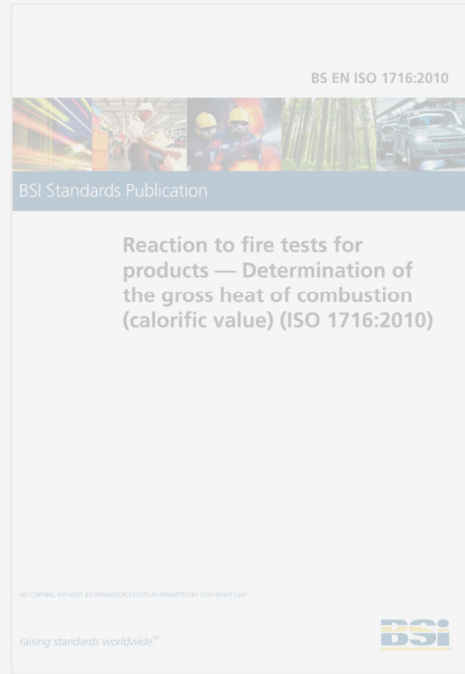 BS EN ISO 1716:2010
BSI Standards Publication
Reaction to fire tests for
products — Determination of
the gross heat of combustion
(calorific value) (ISO 1716:2010)
NO COPYING WITHOUT BSI PERMISSION EXCEPT AS PERMITTED BY COPYRIGHT LAW
raising standards worldwide™
BSi